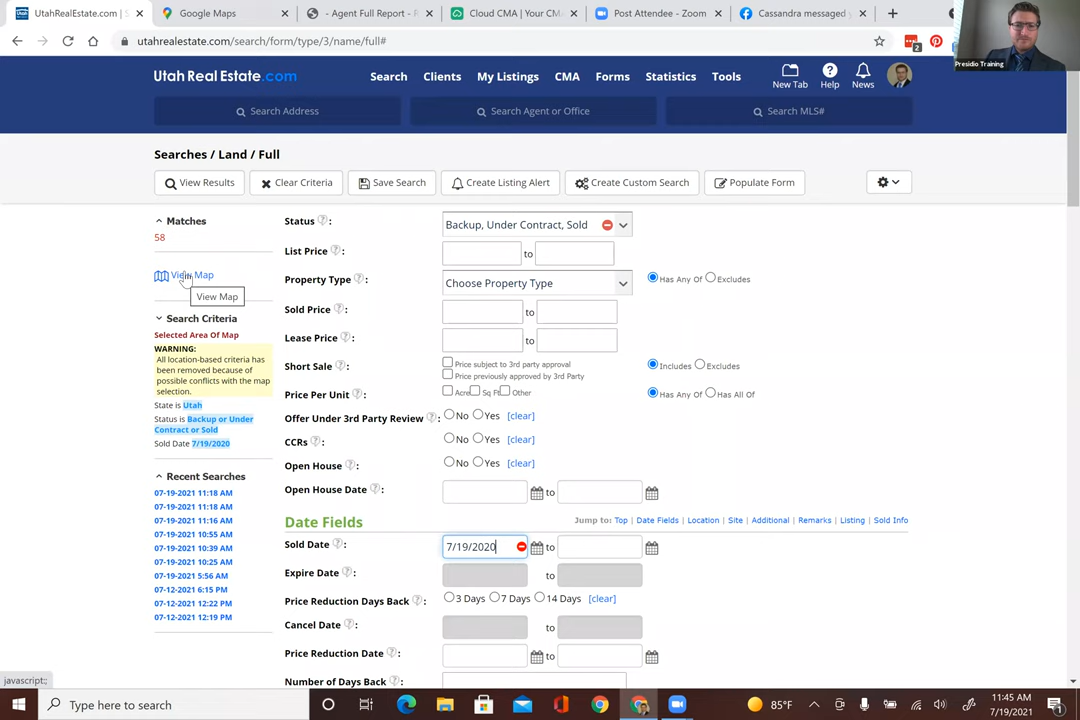 UtahRealEstate.com | S
Google Maps
- Agent Full Report - R
Cloud CMA | Your CM
Post Attendee - Zoom
Cassandra messaged y
utahrealestate.com/search/form/type/3/name/full#
2
Presidio Training
Utah Real Estate.com
Search
Clients
My Listings
CMA
Forms
Statistics
Tools
New Tab
Help
News
Search Address
Search Agent or Office
Search MLS#
Searches / Land / Full
View Results
Clear Criteria
Save Search
Create Listing Alert
Create Custom Search
Populate Form
Matches
58
View Map
View Map
Search Criteria
Selected Area Of Map
WARNING:
All location-based criteria has
been removed because of
possible conflicts with the map
selection.
State is Utah
Status is Backup or Under
Contract or Sold
Sold Date 7/19/2020
Recent Searches
07-19-2021 11:18 AM
07-19-2021 11:18 AM
07-19-2021 11:16 AM
07-19-2021 10:55 AM
07-19-2021 10:39 AM
07-19-2021 10:25 AM
07-19-2021 5:56 AM
07-12-2021 6:15 PM
07-12-2021 12:22 PM
07-12-2021 12:19 PM
Status ? :
Backup, Under Contract, Sold
List Price ? :
to
Property Type ? :
Choose Property Type
Has Any Of Excludes
Sold Price ? :
to
Lease Price ? :
to
Short Sale ? :
Price subject to 3rd party approval
Price previously approved by 3rd Party
Includes Excludes
Price Per Unit ? :
Acre Sq Ft Other
Has Any Of Has All Of
Offer Under 3rd Party Review ? :
No Yes [clear]
CCRs ? :
No Yes [clear]
Open House ? :
No Yes [clear]
Open House Date ? :
to
Date Fields
Jump to: Top | Date Fields | Location | Site | Additional | Remarks | Listing | Sold Info
Sold Date ? :
7/19/2020
to
Expire Date ? :
to
Price Reduction Days Back ? :
3 Days 7 Days 14 Days [clear]
Cancel Date ? :
to
Price Reduction Date ? :
to
Number of Days Back ? :
javascript:;
Type here to search
85°F
11:45 AM
7/19/2021
1